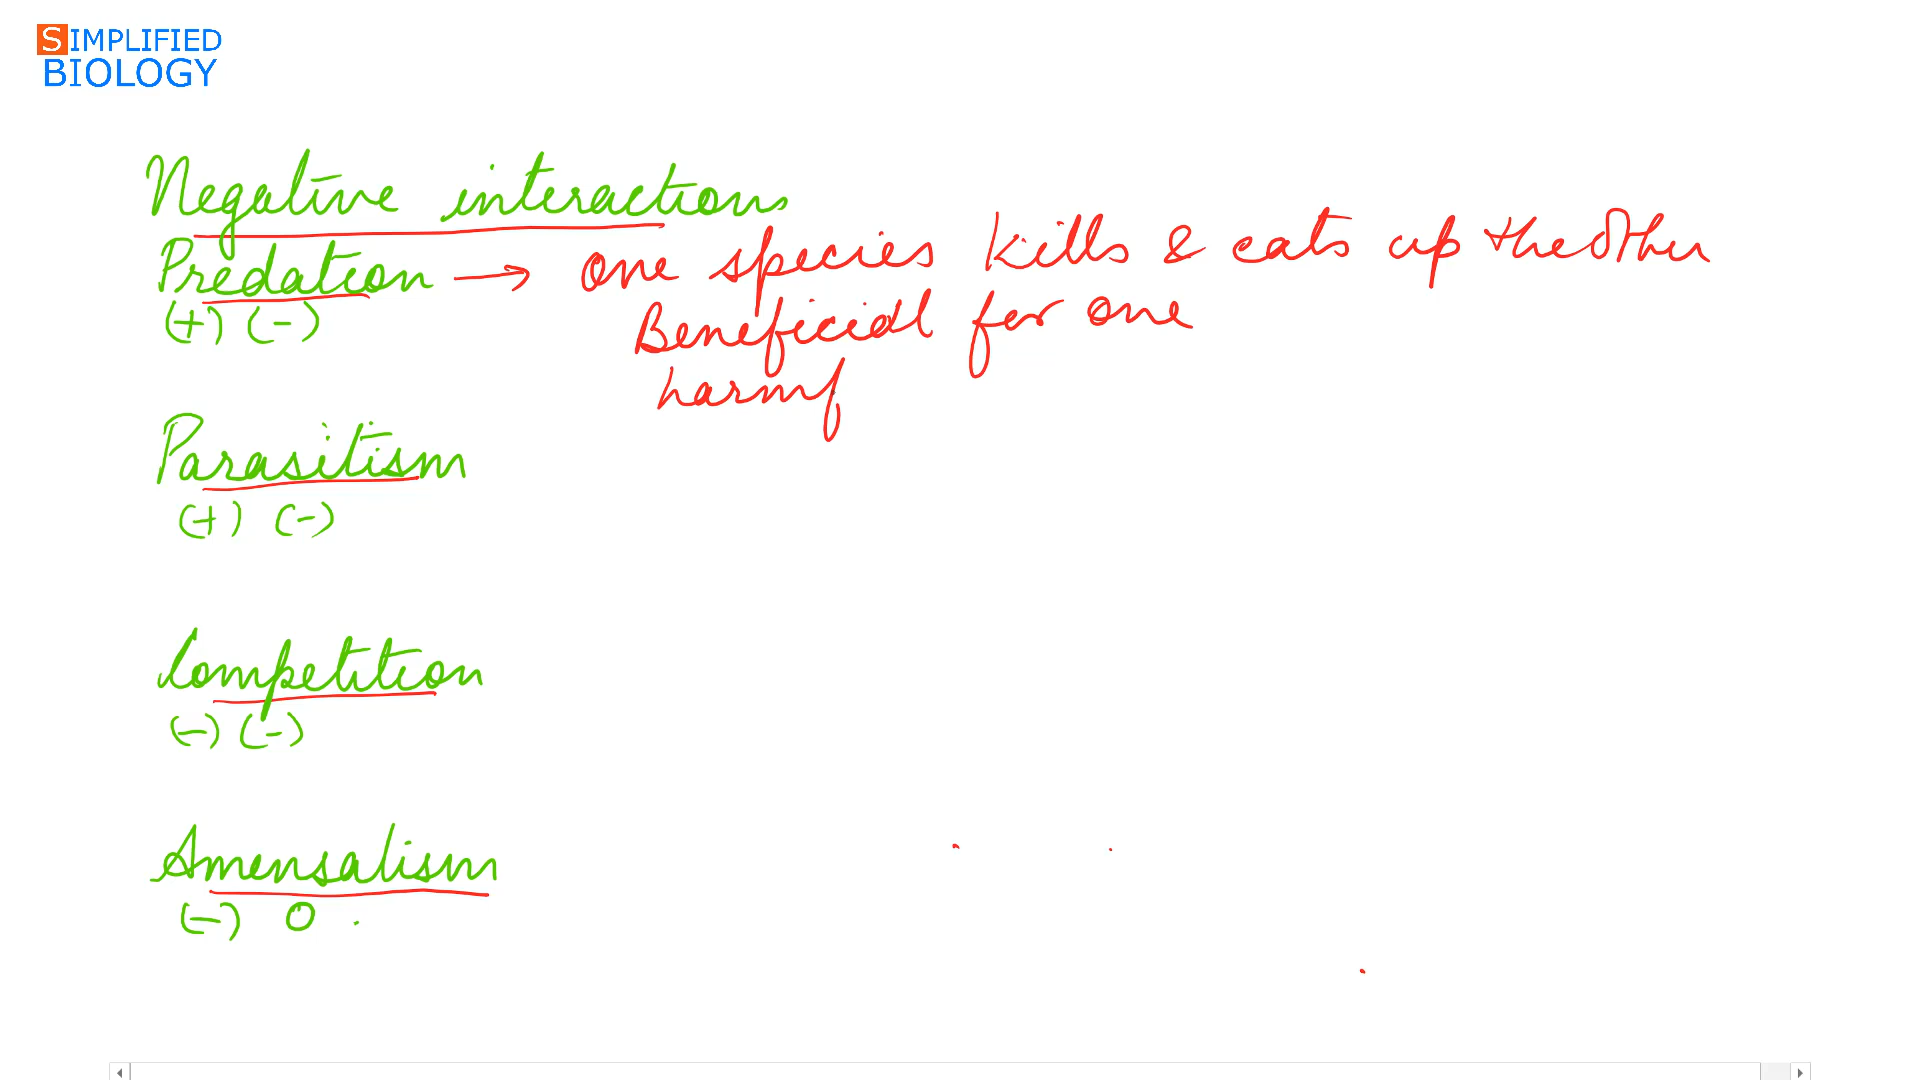 SIMPLIFIED
BIOLOGY
Negative interactions
Predation → One species kills & eats up the other
(+) (-)
Beneficial for one
harmf
Parasitism
(+) (-)
Competition
(-) (-)
Amensalism
(-) 0